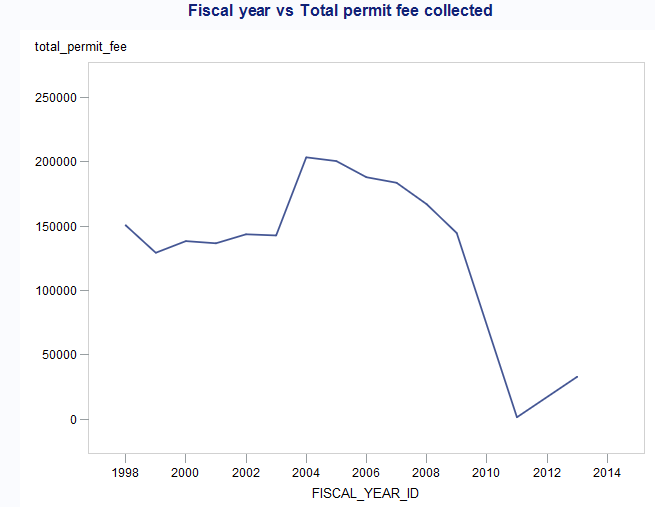 Fiscal year vs Total permit fee collected
total_permit_fee
250000
200000
150000
100000
50000
0
1998 2000 2002 2004 2006 2008 2010 2012 2014
FISCAL_YEAR_ID